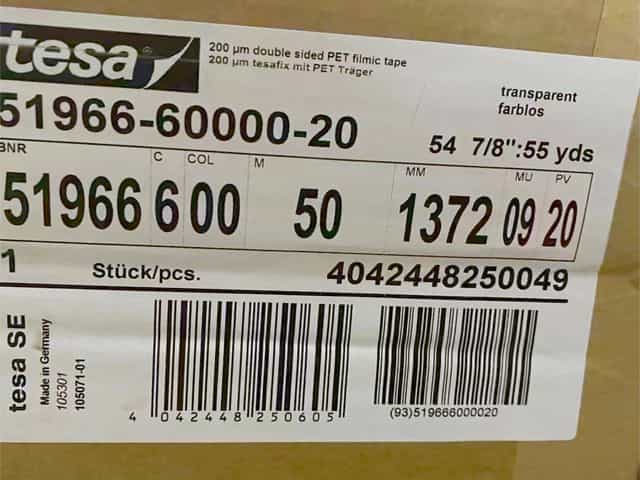 tesa®
200 µm double sided PET filmic tape
200 µm tesafix mit PET Träger
transparent
farblos
51966-60000-20
54 7/8":55 yds
BNR C COL M MM MU PV
51966 6 00 50 1372 09 20
1 Stück/pcs. 4042448250049
tesa SE
Made in Germany
105301
105071-01
4 042448 250605
(93)519666000020